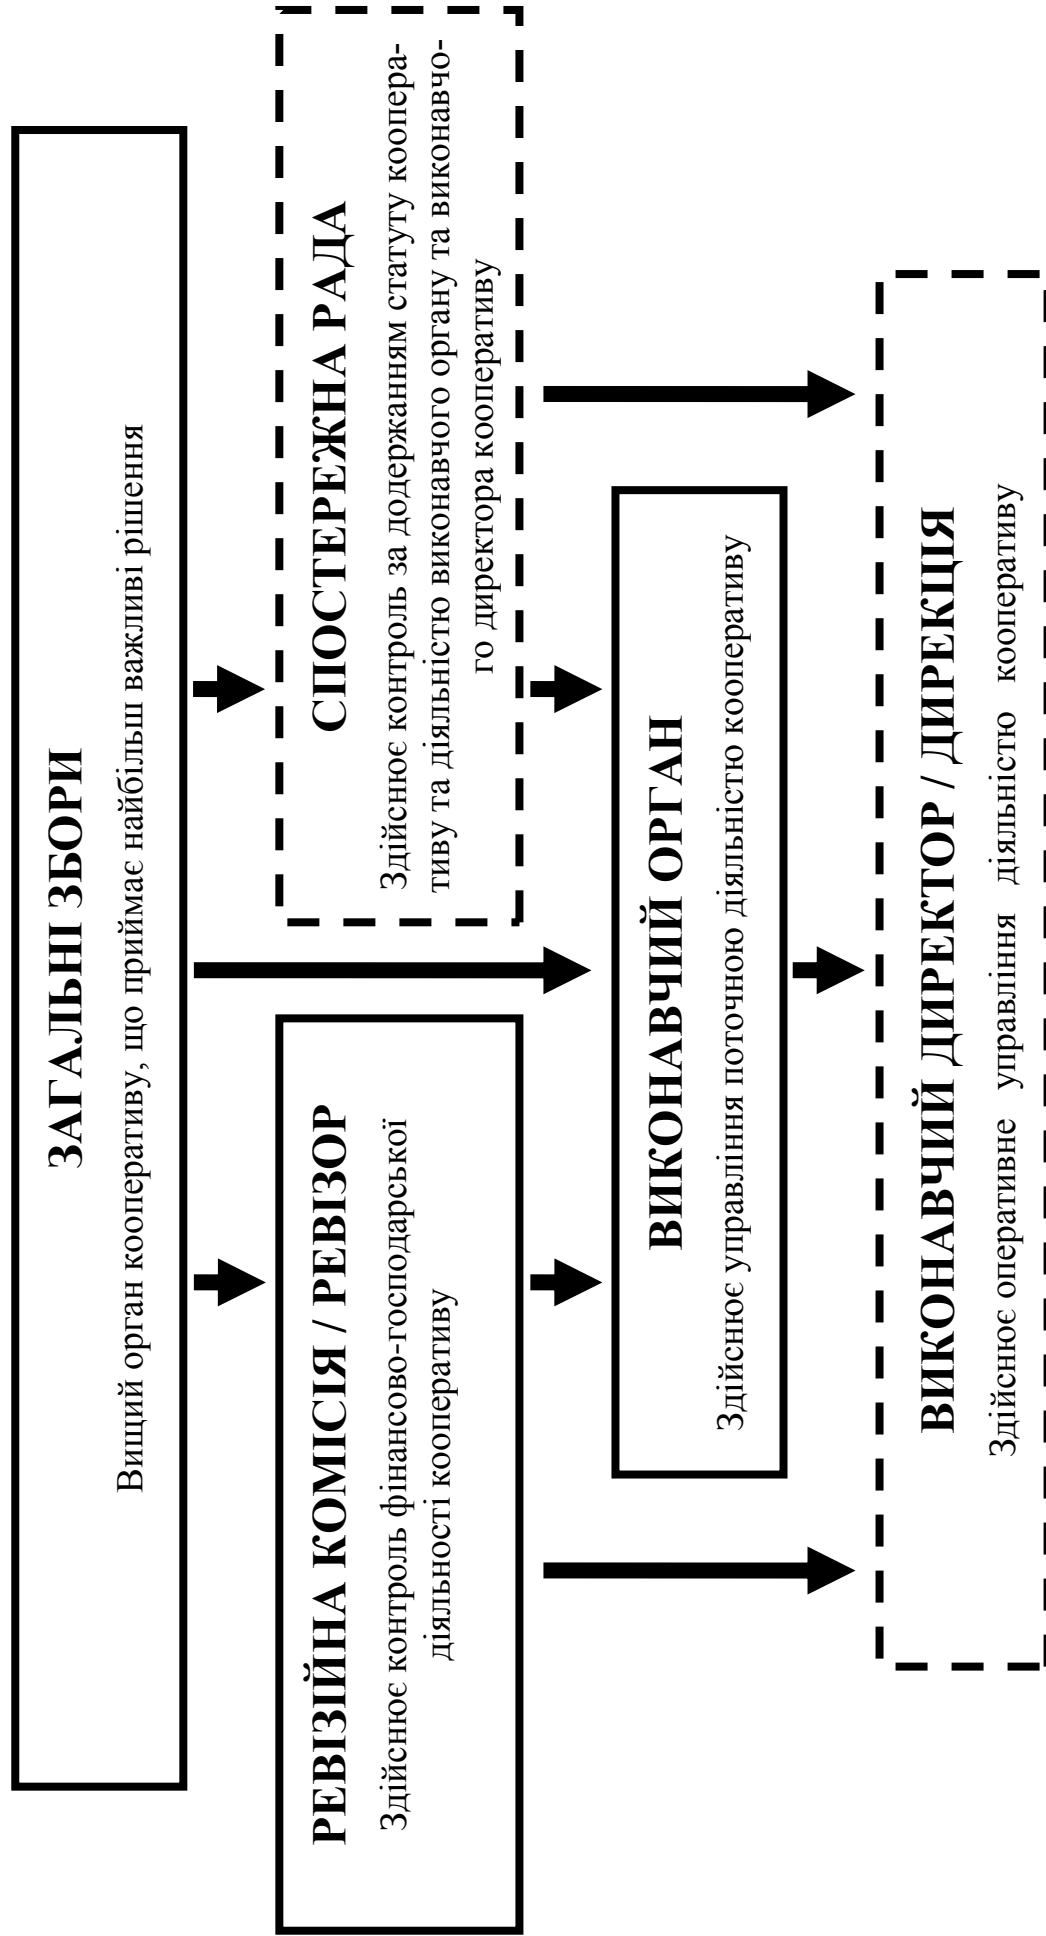 ЗАГАЛЬНІ ЗБОРИ
Вищий орган кооперативу, що приймає найбільш важливі рішення
РЕВІЗІЙНА КОМІСІЯ / РЕВІЗОР
Здійснює контроль фінансово-господарської
діяльності кооперативу
СПОСТЕРЕЖНА РАДА
Здійснює контроль за додержанням статуту коопера-
тиву та діяльністю виконавчого органу та виконавчо-
го директора кооперативу
ВИКОНАВЧИЙ ОРГАН
Здійснює управління поточною діяльністю кооперативу
ВИКОНАВЧИЙ ДИРЕКТОР / ДИРЕКЦІЯ
Здійснює оперативне управління діяльністю кооперативу